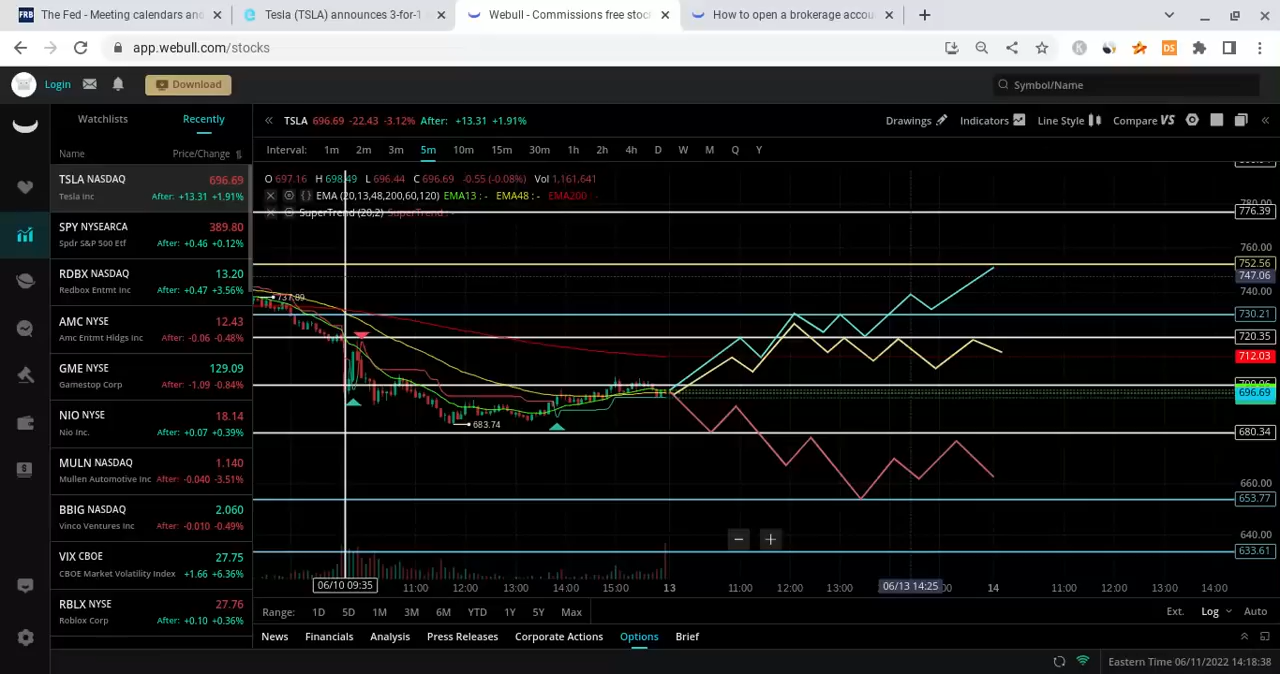 The Fed - Meeting calendars and
Tesla (TSLA) announces 3-for-1
Webull - Commissions free stoc
How to open a brokerage accou
app.webull.com/stocks
Login
Download
Symbol/Name
Watchlists
Recently
Name
Price/Change
TSLA NASDAQ 696.69
Tesla Inc After: +13.31 +1.91%
SPY NYSEARCA 389.80
Spdr S&P 500 Etf After: +0.46 +0.12%
RDBX NASDAQ 13.20
Redbox Entmt Inc After: +0.47 +3.56%
AMC NYSE 12.43
Amc Entmt Hldgs Inc After: -0.06 -0.48%
GME NYSE 129.09
Gamestop Corp After: -1.09 -0.84%
NIO NYSE 18.14
Nio Inc. After: +0.07 +0.39%
MULN NASDAQ 1.140
Mullen Automotive Inc After: -0.040 -3.51%
BBIG NASDAQ 2.060
Vinco Ventures Inc After: -0.010 -0.49%
VIX CBOE 27.75
CBOE Market Volatility Index +1.66 +6.36%
RBLX NYSE 27.76
Roblox Corp After: +0.10 +0.36%
TSLA 696.69 -22.43 -3.12% After: +13.31 +1.91%
Drawings Indicators Line Style Compare VS
Interval: 1m 2m 3m 5m 10m 15m 30m 1h 2h 4h D W M Q Y
O 697.16 H 698.49 L 696.44 C 696.69 -0.55 (-0.08%) Vol 1,161,641
EMA (20,13,48,200,60,120) EMA13 : - EMA48 : - EMA200 : -
SuperTrend (20,2) SuperTrend : -
737.89
683.74
780.00
776.39
760.00
752.56
747.06
740.00
730.21
720.35
712.03
696.69
680.34
660.00
653.77
640.00
633.61
06/10 09:35 11:00 12:00 13:00 14:00 15:00 13 11:00 12:00 13:00 06/13 14:25 14 11:00 12:00 13:00 14:00
Range: 1D 5D 1M 3M 6M YTD 1Y 5Y Max
Ext. Log Auto
News Financials Analysis Press Releases Corporate Actions Options Brief
Eastern Time 06/11/2022 14:18:38